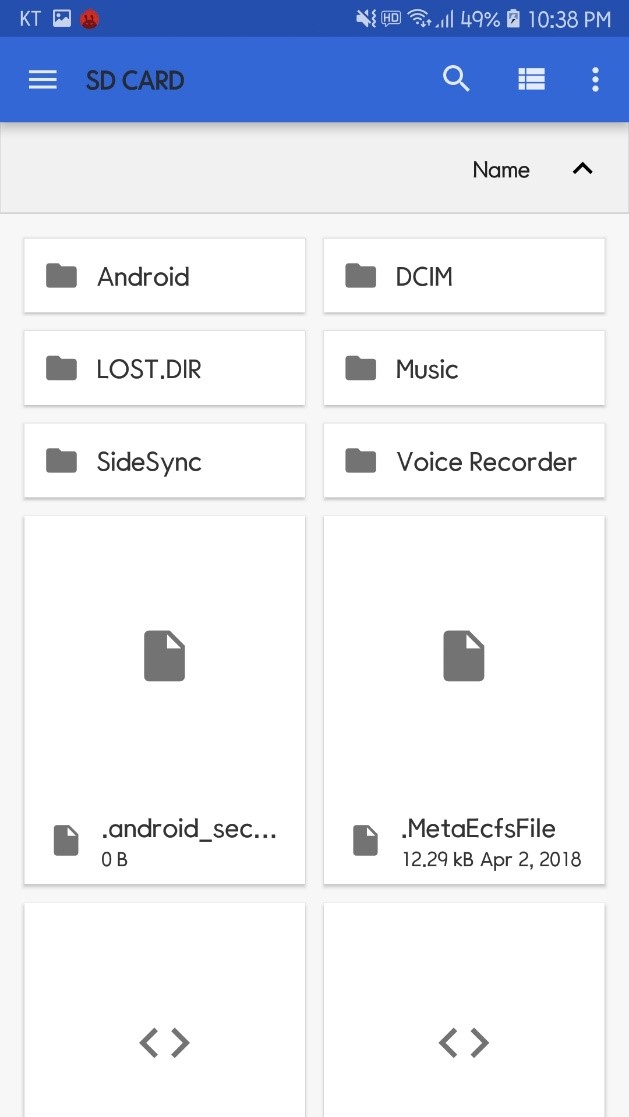 KT HD 49% 10:38 PM
SD CARD
Name
Android
DCIM
LOST.DIR
Music
SideSync
Voice Recorder
.android_sec...
0 B
.MetaEcfsFile
12.29 kB Apr 2, 2018